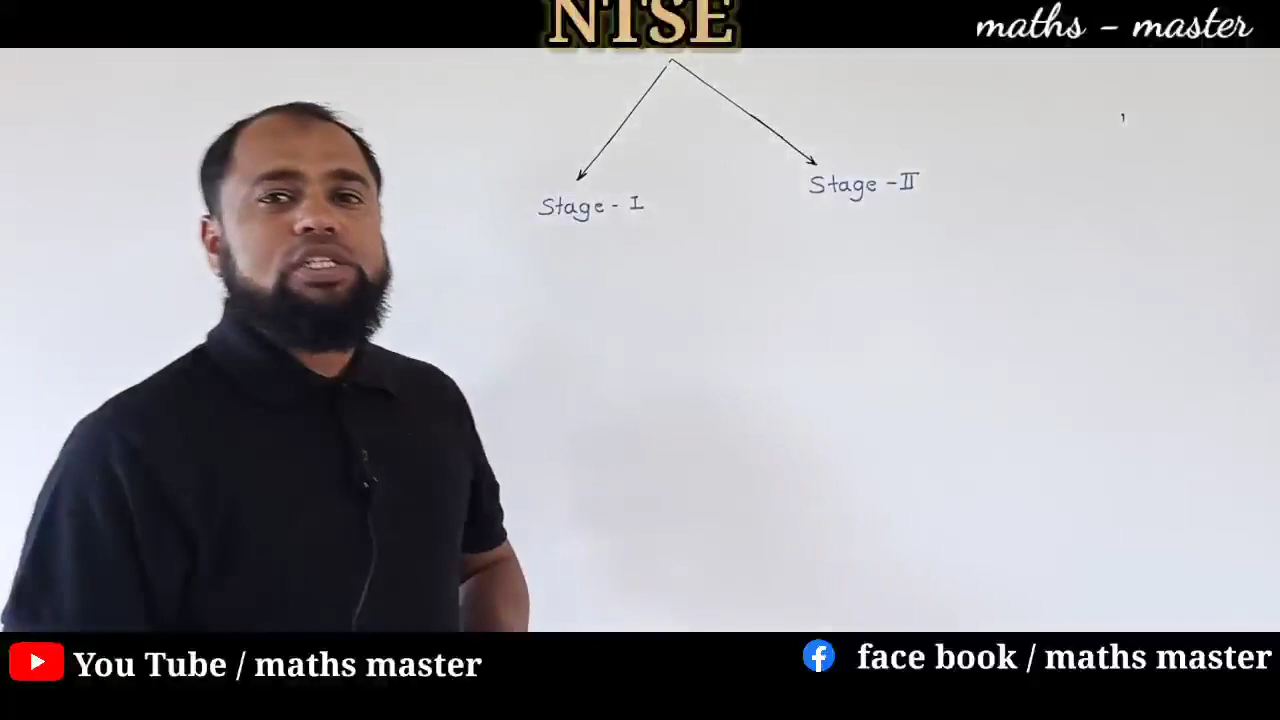 NTSE
maths - master
Stage - I
Stage - II
You Tube / maths master
face book / maths master